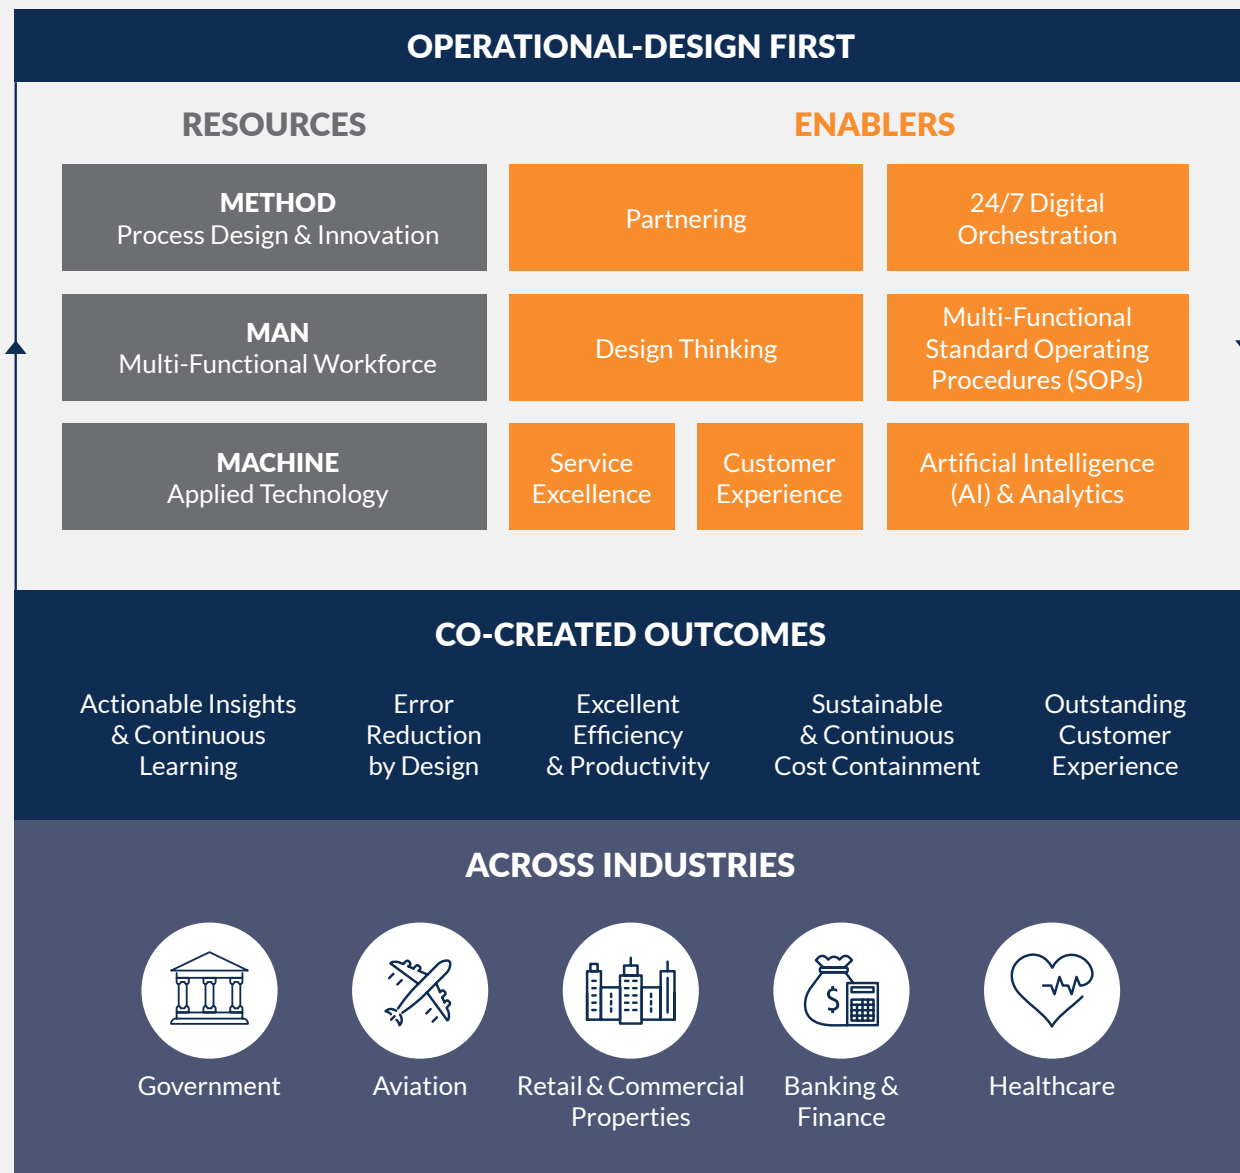 OPERATIONAL-DESIGN FIRST
RESOURCES
ENABLERS
METHOD
Process Design & Innovation
Partnering
24/7 Digital
Orchestration
MAN
Multi-Functional Workforce
Design Thinking
Multi-Functional
Standard Operating
Procedures (SOPs)
MACHINE
Applied Technology
Service
Excellence
Customer
Experience
Artificial Intelligence
(AI) & Analytics
CO-CREATED OUTCOMES
Actionable Insights
& Continuous
Learning
Error
Reduction
by Design
Excellent
Efficiency
& Productivity
Sustainable
& Continuous
Cost Containment
Outstanding
Customer
Experience
ACROSS INDUSTRIES
$
Government
Aviation
Retail & Commercial
Properties
Banking &
Finance
Healthcare